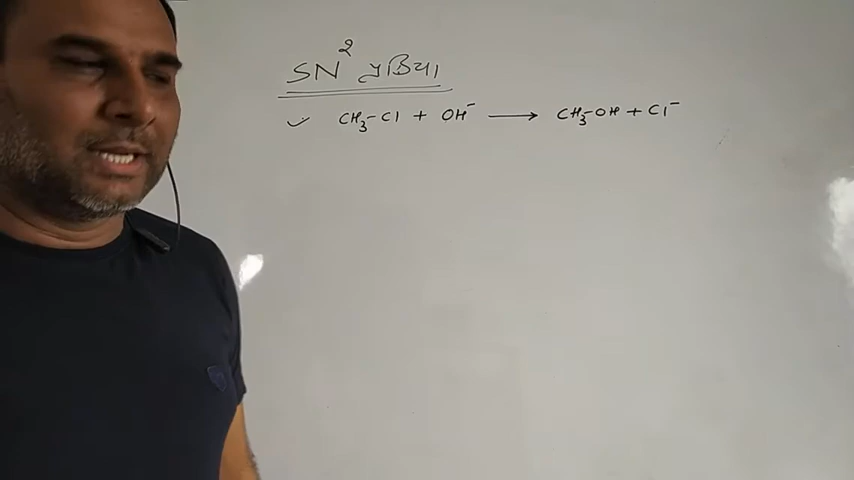 SN² પ્રક્રિયા
✓ CH₃-Cl + OH⁻ ⟶ CH₃-OH + Cl⁻